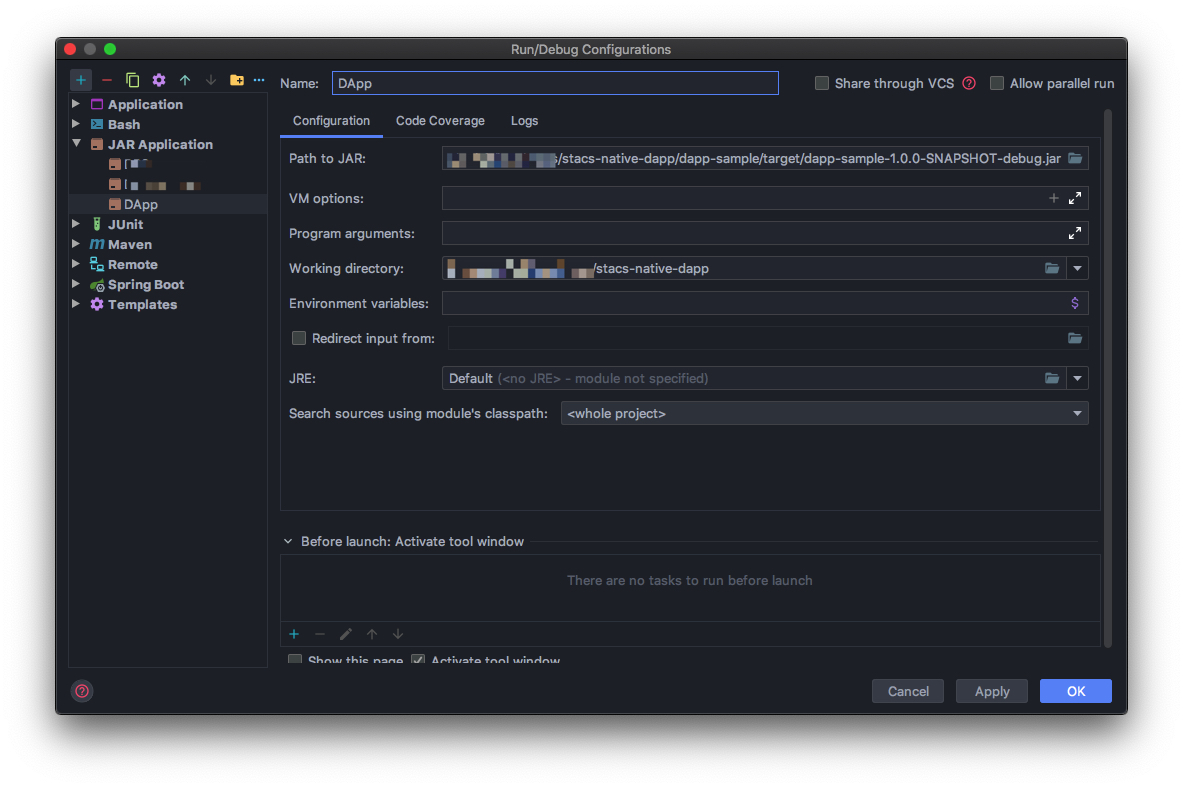 Run/Debug Configurations
Name: DApp
Share through VCS
Allow parallel run
Application
Bash
JAR Application
DApp
JUnit
Maven
Remote
Spring Boot
Templates
Configuration Code Coverage Logs
Path to JAR: /stacs-native-dapp/dapp-sample/target/dapp-sample-1.0.0-SNAPSHOT-debug.jar
VM options:
Program arguments:
Working directory: /stacs-native-dapp
Environment variables:
Redirect input from:
JRE: Default (<no JRE> - module not specified)
Search sources using module's classpath: <whole project>
Before launch: Activate tool window
There are no tasks to run before launch
Show this page Activate tool window
Cancel Apply OK